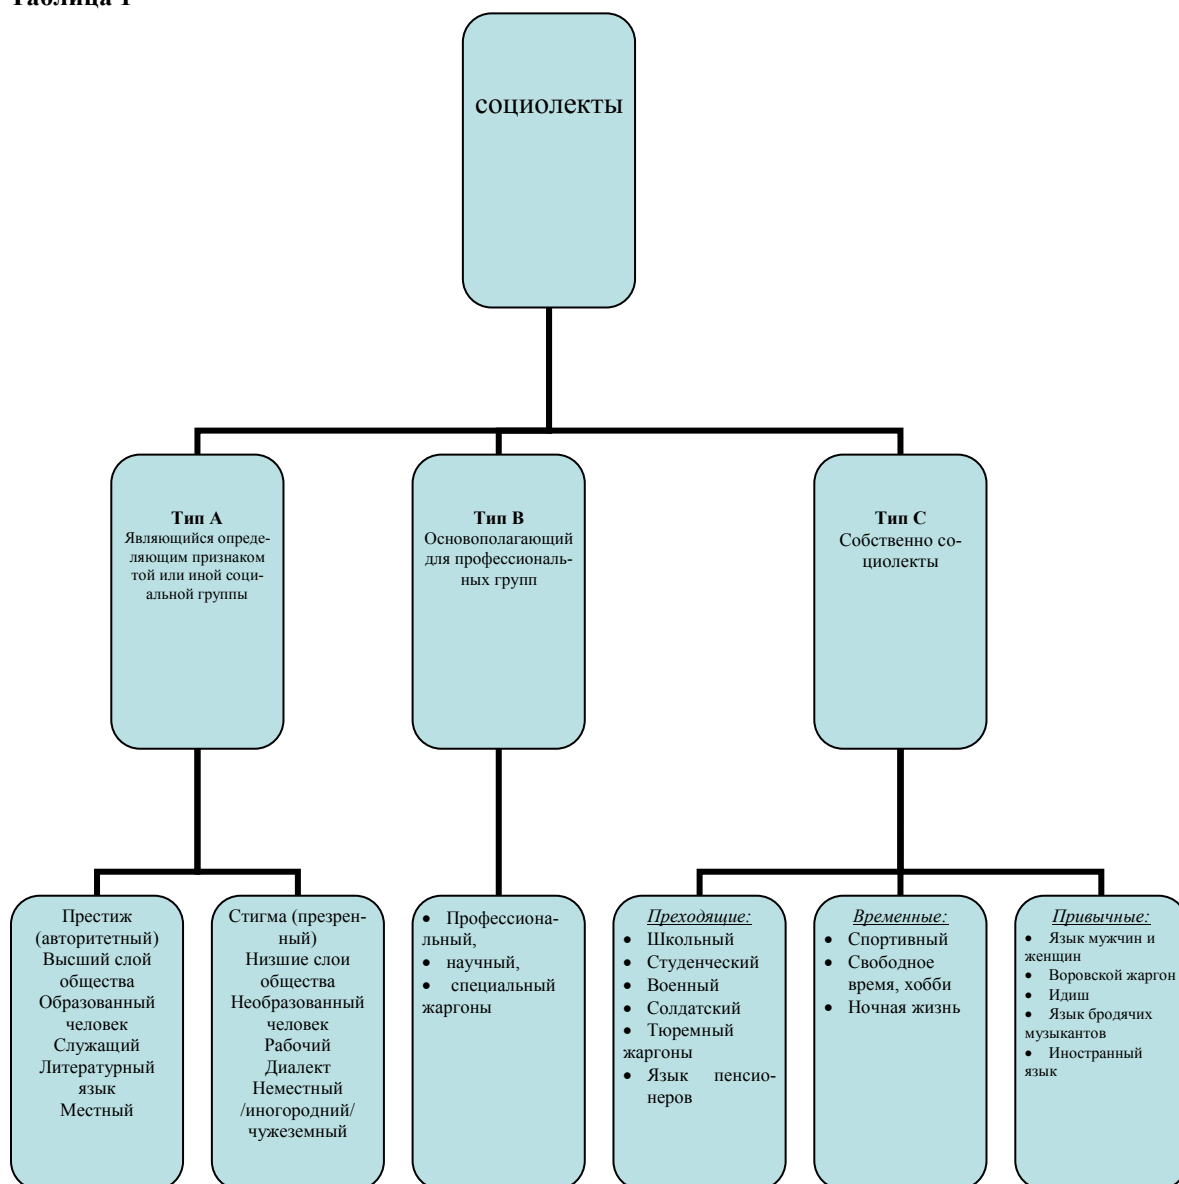 Таблица 1
социолекты
Тип А
Являющийся опреде-
ляющим признаком
той или иной соци-
альной группы
Тип В
Основополагающий
для профессиональ-
ных групп
Тип С
Собственно со-
циолекты
Престиж
(авторитетный)
Высший слой
общества
Образованный
человек
Служащий
Литературный
язык
Местный
Стигма (презрен-
ный)
Низшие слои
общества
Необразованный
человек
Рабочий
Диалект
Неместный
/иногородний/
чужеземный
• Профессиона-
льный,
• научный,
• специальный
жаргоны
Преходящие:
• Школьный
• Студенческий
• Военный
• Солдатский
• Тюремный
жаргоны
• Язык пенсио-
неров
Временные:
• Спортивный
• Свободное
время, хобби
• Ночная жизнь
Привычные:
• Язык мужчин и
женщин
• Воровской жаргон
• Идиш
• Язык бродячих
музыкантов
• Иностранный
язык